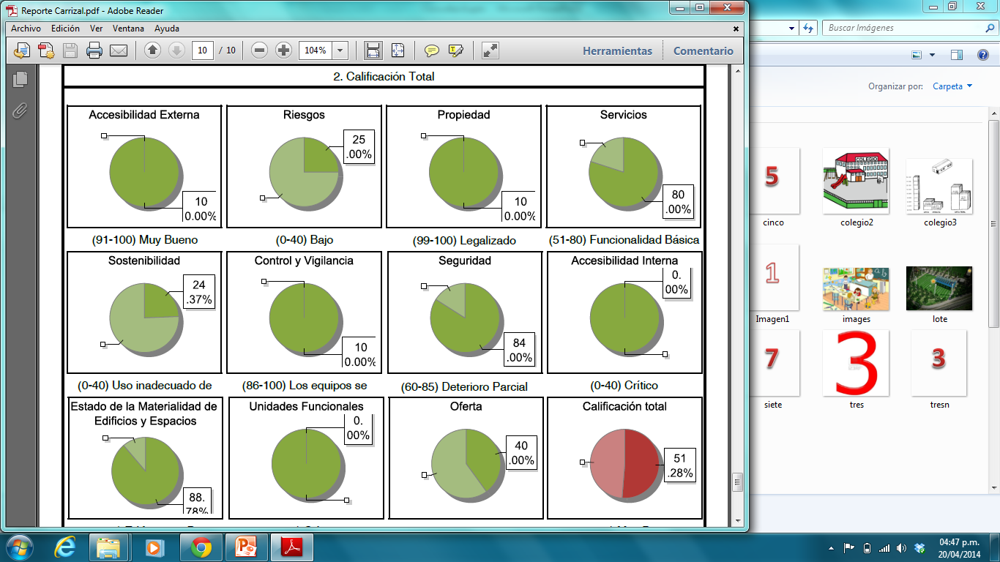 Reporte Carrizal.pdf - Adobe Reader
Archivo Edición Ver Ventana Ayuda
10 / 10
104%
Herramientas Comentario
2. Calificación Total
Accesibilidad Externa
10
0.00%
(91-100) Muy Bueno
Riesgos
25
.00%
(0-40) Bajo
Propiedad
10
0.00%
(99-100) Legalizado
Servicios
80
.00%
(51-80) Funcionalidad Básica
Sostenibilidad
24
.37%
(0-40) Uso inadecuado de
Control y Vigilancia
10
0.00%
(86-100) Los equipos se
Seguridad
84
.00%
(60-85) Deterioro Parcial
Accesibilidad Interna
0.
00%
(0-40) Crítico
Estado de la Materialidad de
Edificios y Espacios
88.
78%
Unidades Funcionales
0.
00%
Oferta
40
.00%
Calificación total
51
.28%
Buscar Imágenes
Organizar por: Carpeta
5
COLEGIO
cinco colegio2 colegio3
1
Imagen1 images lote
7 3 3
siete tres tresn
04:47 p.m.
20/04/2014